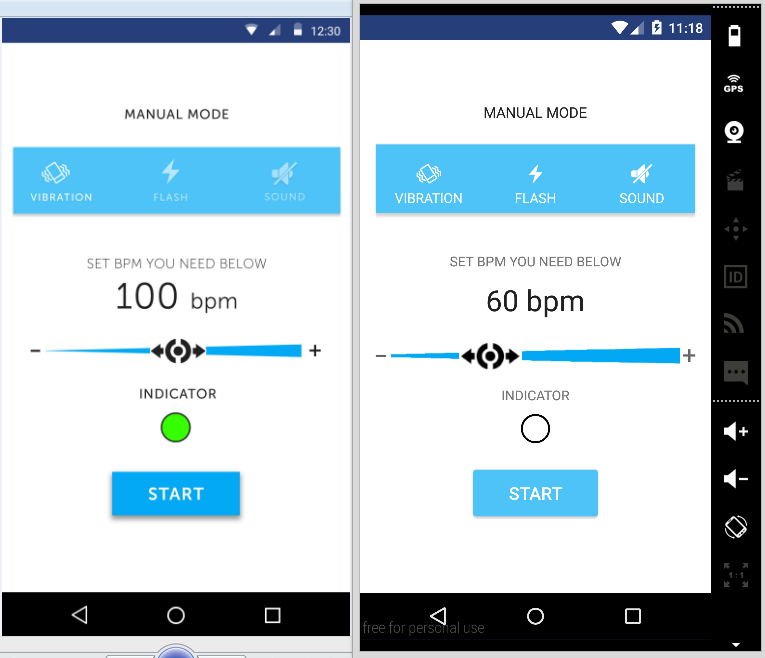 12:30
MANUAL MODE
VIBRATION FLASH SOUND
SET BPM YOU NEED BELOW
100 bpm
− +
INDICATOR
START
11:18
MANUAL MODE
VIBRATION FLASH SOUND
SET BPM YOU NEED BELOW
60 bpm
− +
INDICATOR
START
free for personal use
GPS
ID
+
−
1:1